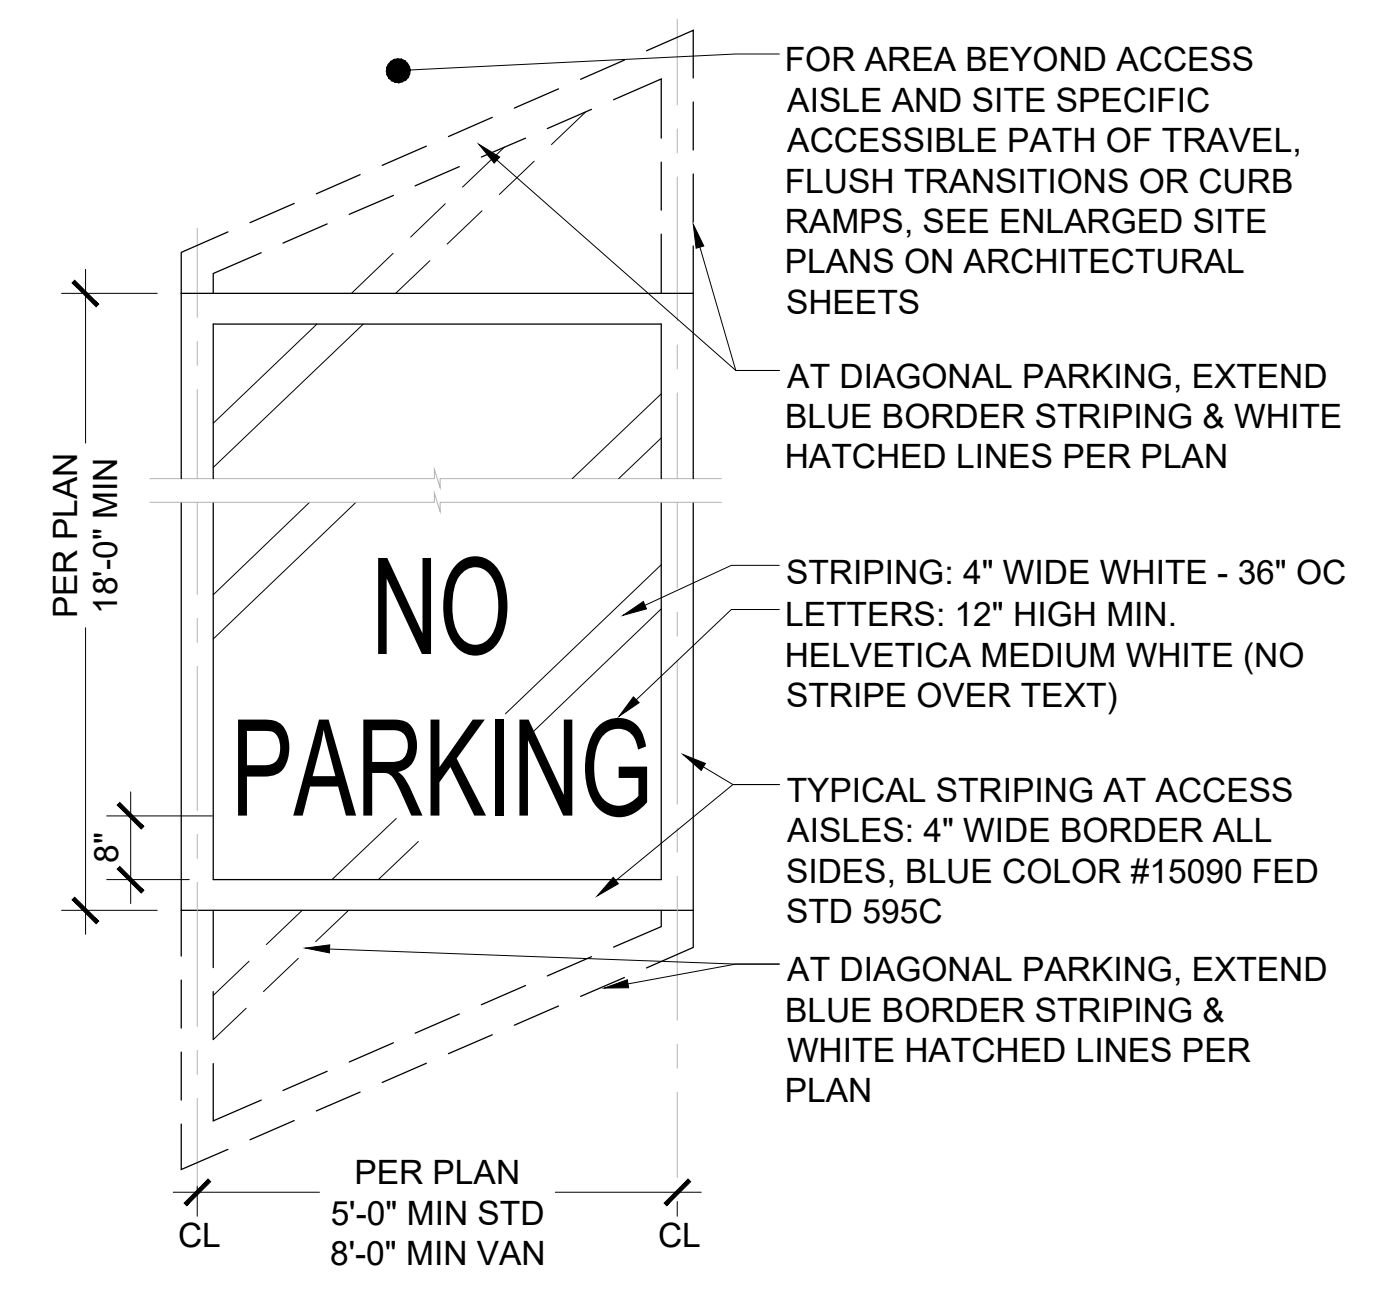 FOR AREA BEYOND ACCESS
AISLE AND SITE SPECIFIC
ACCESSIBLE PATH OF TRAVEL,
FLUSH TRANSITIONS OR CURB
RAMPS, SEE ENLARGED SITE
PLANS ON ARCHITECTURAL
SHEETS
AT DIAGONAL PARKING, EXTEND
BLUE BORDER STRIPING & WHITE
HATCHED LINES PER PLAN
PER PLAN
18'-0" MIN
NO
PARKING
STRIPING: 4" WIDE WHITE - 36" OC
LETTERS: 12" HIGH MIN.
HELVETICA MEDIUM WHITE (NO
STRIPE OVER TEXT)
8"
TYPICAL STRIPING AT ACCESS
AISLES: 4" WIDE BORDER ALL
SIDES, BLUE COLOR #15090 FED
STD 595C
AT DIAGONAL PARKING, EXTEND
BLUE BORDER STRIPING &
WHITE HATCHED LINES PER
PLAN
PER PLAN
5'-0" MIN STD
8'-0" MIN VAN
CL
CL